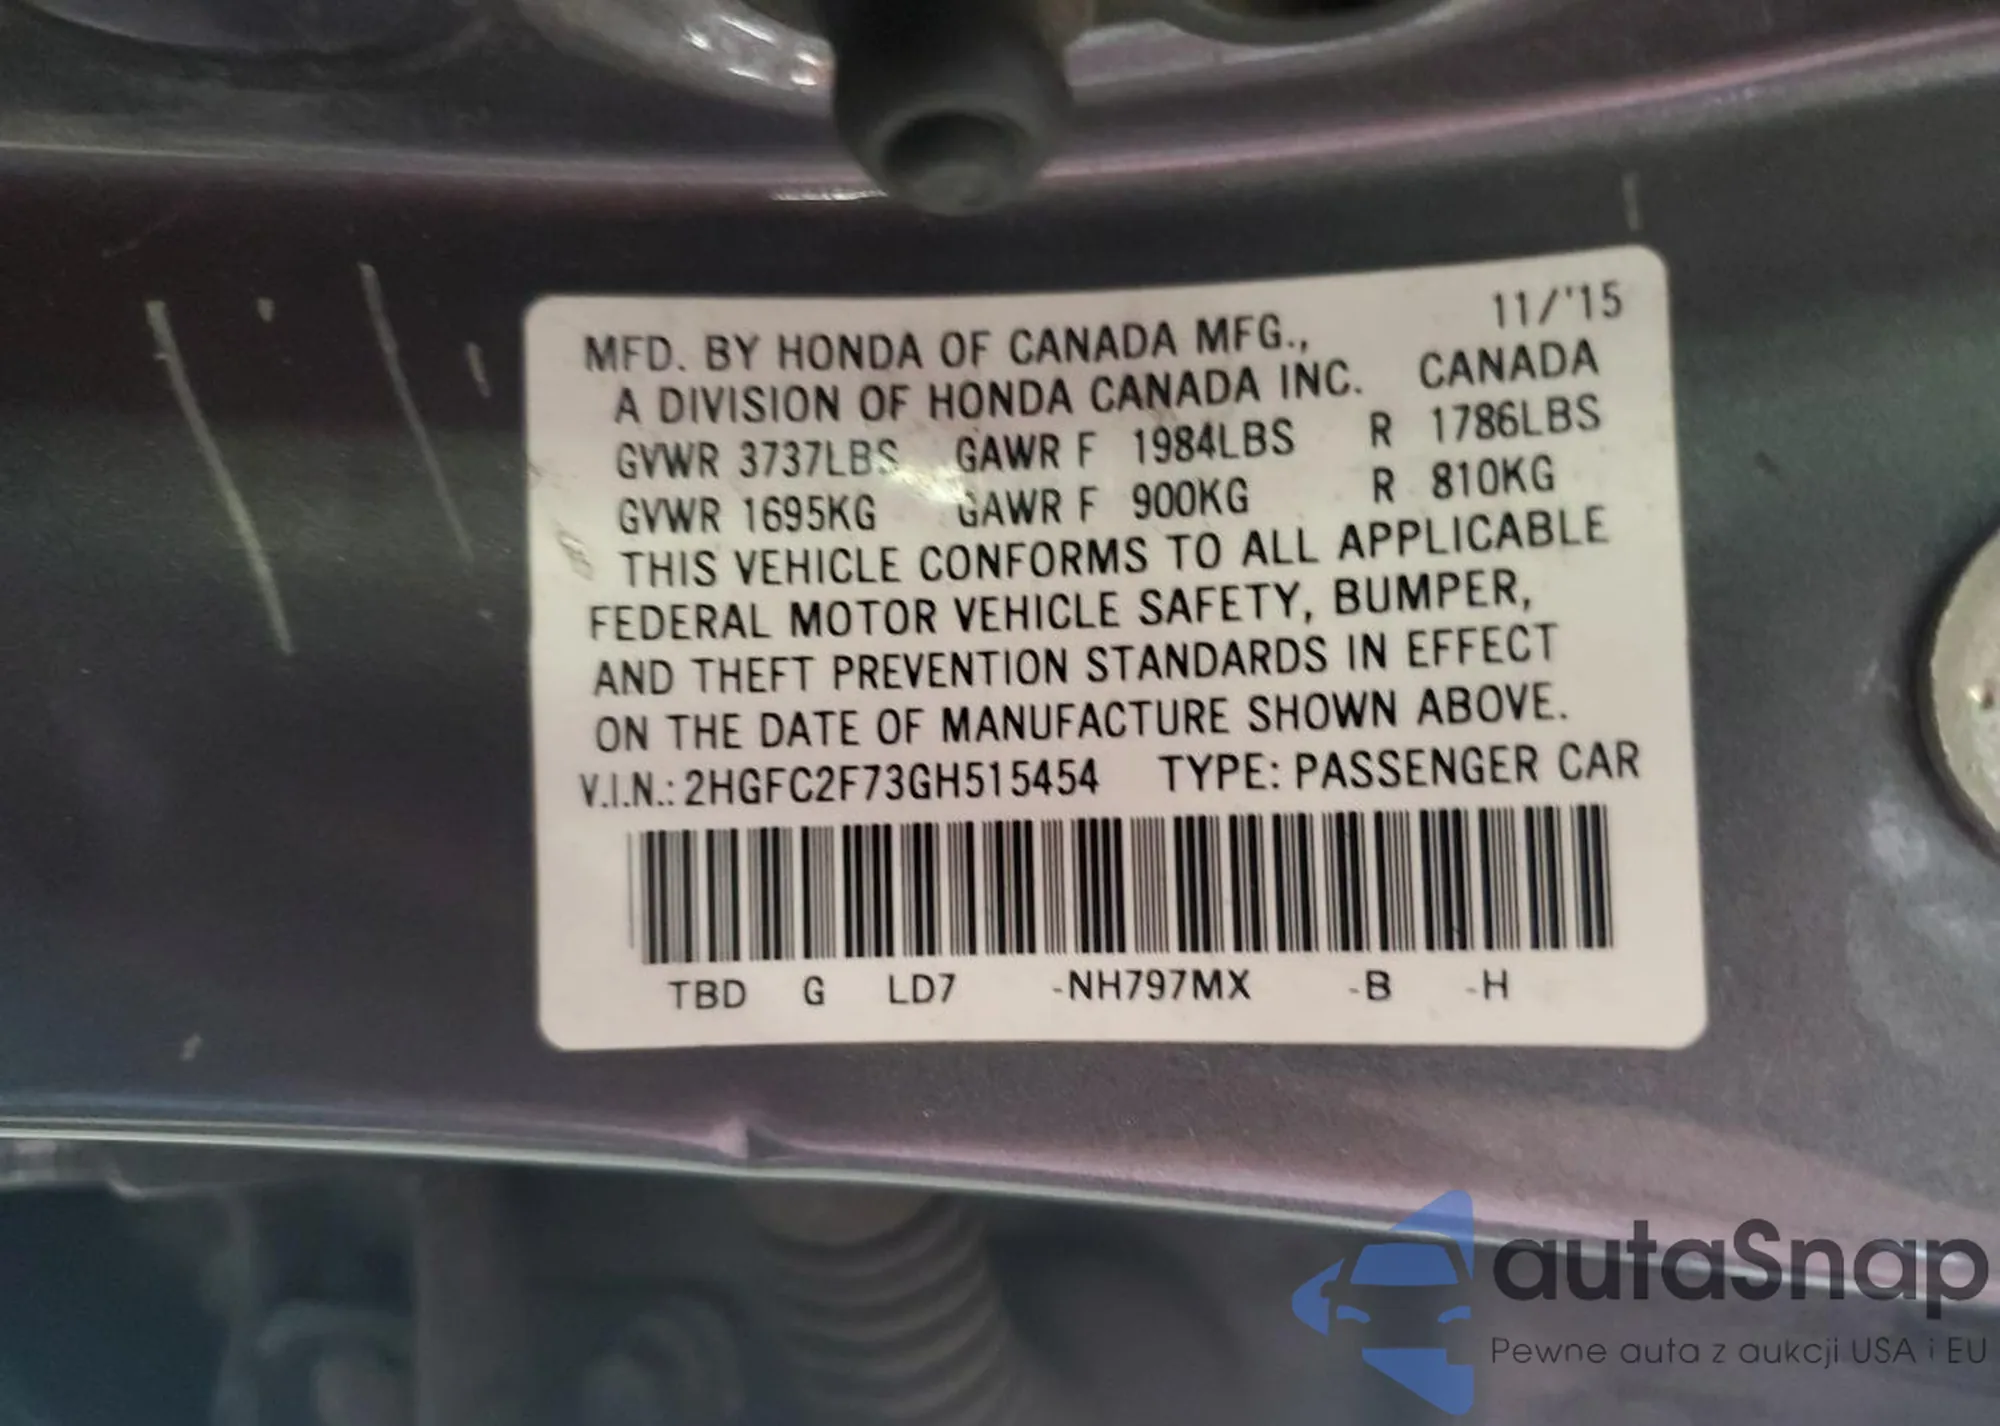 11/'15
MFD. BY HONDA OF CANADA MFG.,
A DIVISION OF HONDA CANADA INC. CANADA
GVWR 3737LBS GAWR F 1984LBS R 1786LBS
GVWR 1695KG GAWR F 900KG R 810KG
THIS VEHICLE CONFORMS TO ALL APPLICABLE
FEDERAL MOTOR VEHICLE SAFETY, BUMPER,
AND THEFT PREVENTION STANDARDS IN EFFECT
ON THE DATE OF MANUFACTURE SHOWN ABOVE.
V.I.N.: 2HGFC2F73GH515454 TYPE: PASSENGER CAR
TBD G LD7 -NH797MX -B -H
autaSnap
Pewne auta z aukcji USA i EU